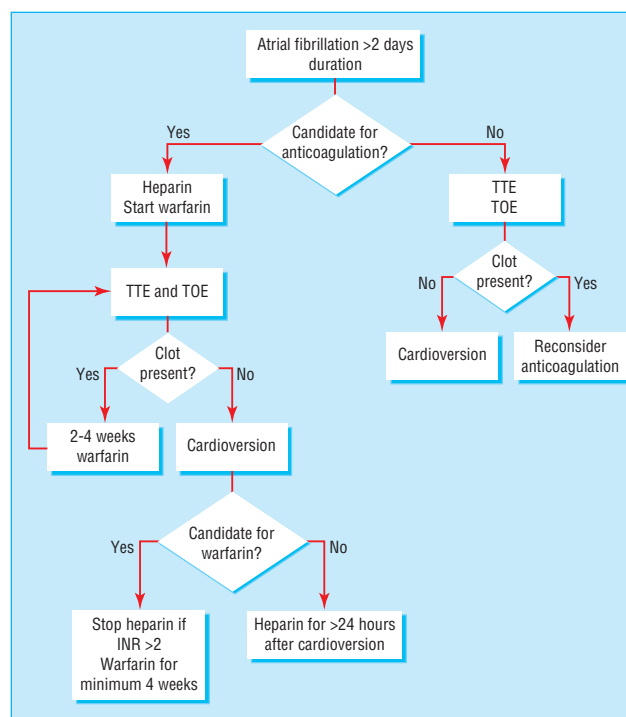 Atrial fibrillation >2 days
duration
Candidate for
anticoagulation?
Yes
No
Heparin
Start warfarin
TTE
TOE
TTE and TOE
Clot
present?
No
Yes
Cardioversion
Reconsider
anticoagulation
Clot
present?
Yes
No
2-4 weeks
warfarin
Cardioversion
Candidate for
warfarin?
Yes
No
Stop heparin if
INR >2
Warfarin for
minimum 4 weeks
Heparin for >24 hours
after cardioversion